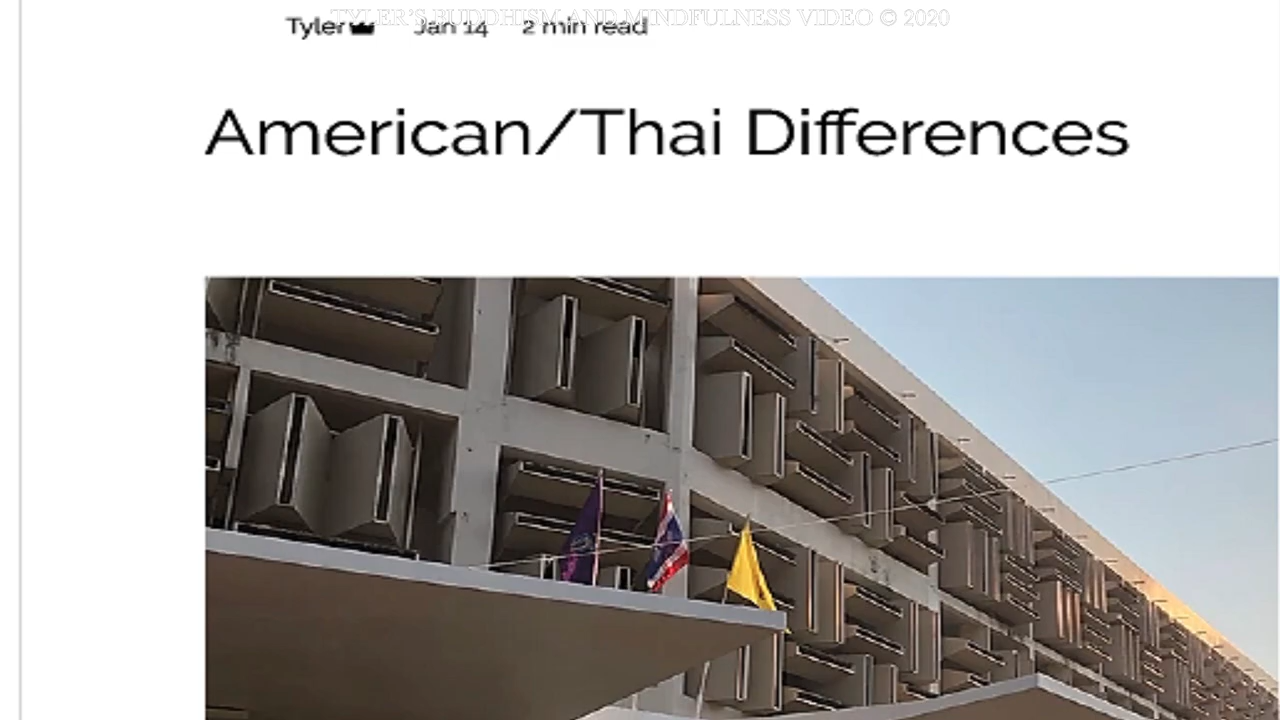 TYLER'S BUDDHISM AND MINDFULNESS VIDEO © 2020
Tyler Jan 14 2 min read
American/Thai Differences